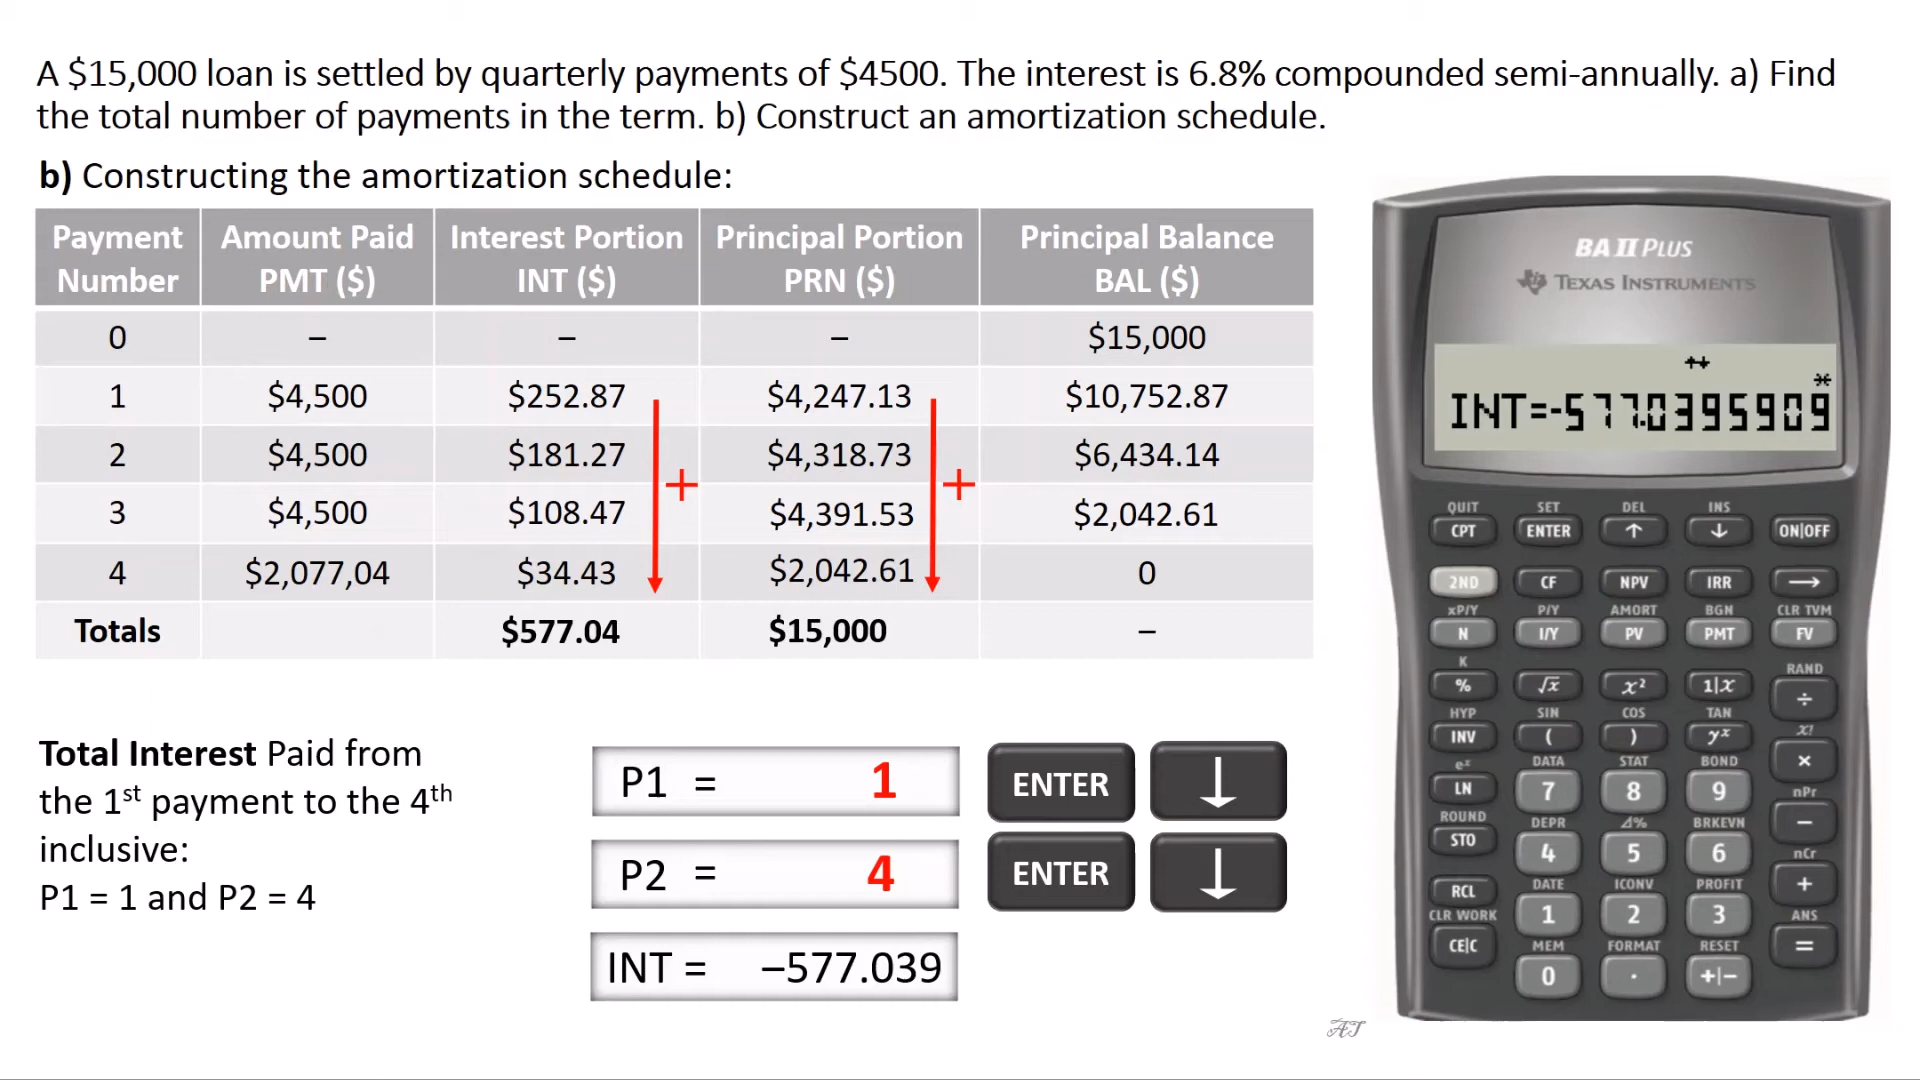 A $15,000 loan is settled by quarterly payments of $4500. The interest is 6.8% compounded semi-annually. a) Find
the total number of payments in the term. b) Construct an amortization schedule.
b) Constructing the amortization schedule:
Payment Number | Amount Paid PMT ($) | Interest Portion INT ($) | Principal Portion PRN ($) | Principal Balance BAL ($)
0 | – | – | – | $15,000
1 | $4,500 | $252.87 | $4,247.13 | $10,752.87
2 | $4,500 | $181.27 | $4,318.73 | $6,434.14
3 | $4,500 | $108.47 | $4,391.53 | $2,042.61
4 | $2,077,04 | $34.43 | $2,042.61 | 0
Totals | | $577.04 | $15,000 | –
+ +
Total Interest Paid from
the 1st payment to the 4th
inclusive:
P1 = 1 and P2 = 4
P1 = 1 ENTER ↓
P2 = 4 ENTER ↓
INT = –577.039
BA II PLUS
TEXAS INSTRUMENTS
INT=-577.0395909
QUIT SET DEL INS
CPT ENTER ↑ ↓ ON|OFF
2ND CF NPV IRR →
xP/Y P/Y AMORT BGN CLR TVM
N I/Y PV PMT FV
K RAND
% √x x² 1|x ÷
HYP SIN COS TAN x!
INV ( ) yˣ ×
eˣ DATA STAT BOND nPr
LN 7 8 9 −
ROUND DEPR Δ% BRKEVN nCr
STO 4 5 6 +
DATE ICONV PROFIT ANS
RCL 1 2 3 =
CLR WORK MEM FORMAT RESET
CE|C 0 . +|−
AJ